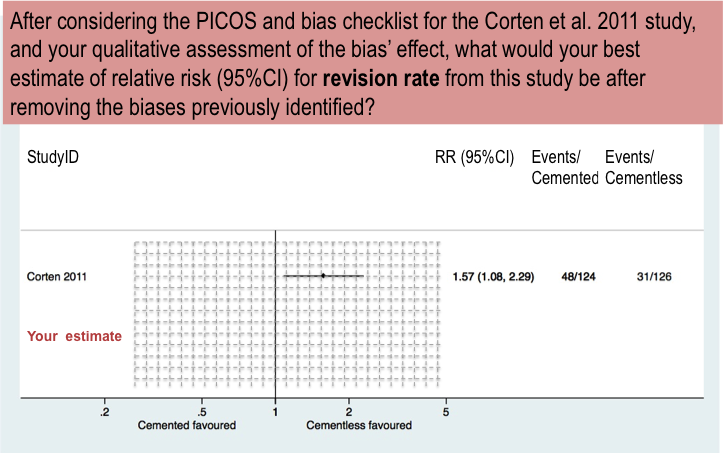 After considering the PICOS and bias checklist for the Corten et al. 2011 study,
and your qualitative assessment of the bias' effect, what would your best
estimate of relative risk (95%CI) for revision rate from this study be after
removing the biases previously identified?
StudyID RR (95%CI) Events/ Events/
Cemented Cementless
Corten 2011 1.57 (1.08, 2.29) 48/124 31/126
Your estimate
.2 .5 1 2 5
Cemented favoured Cementless favoured